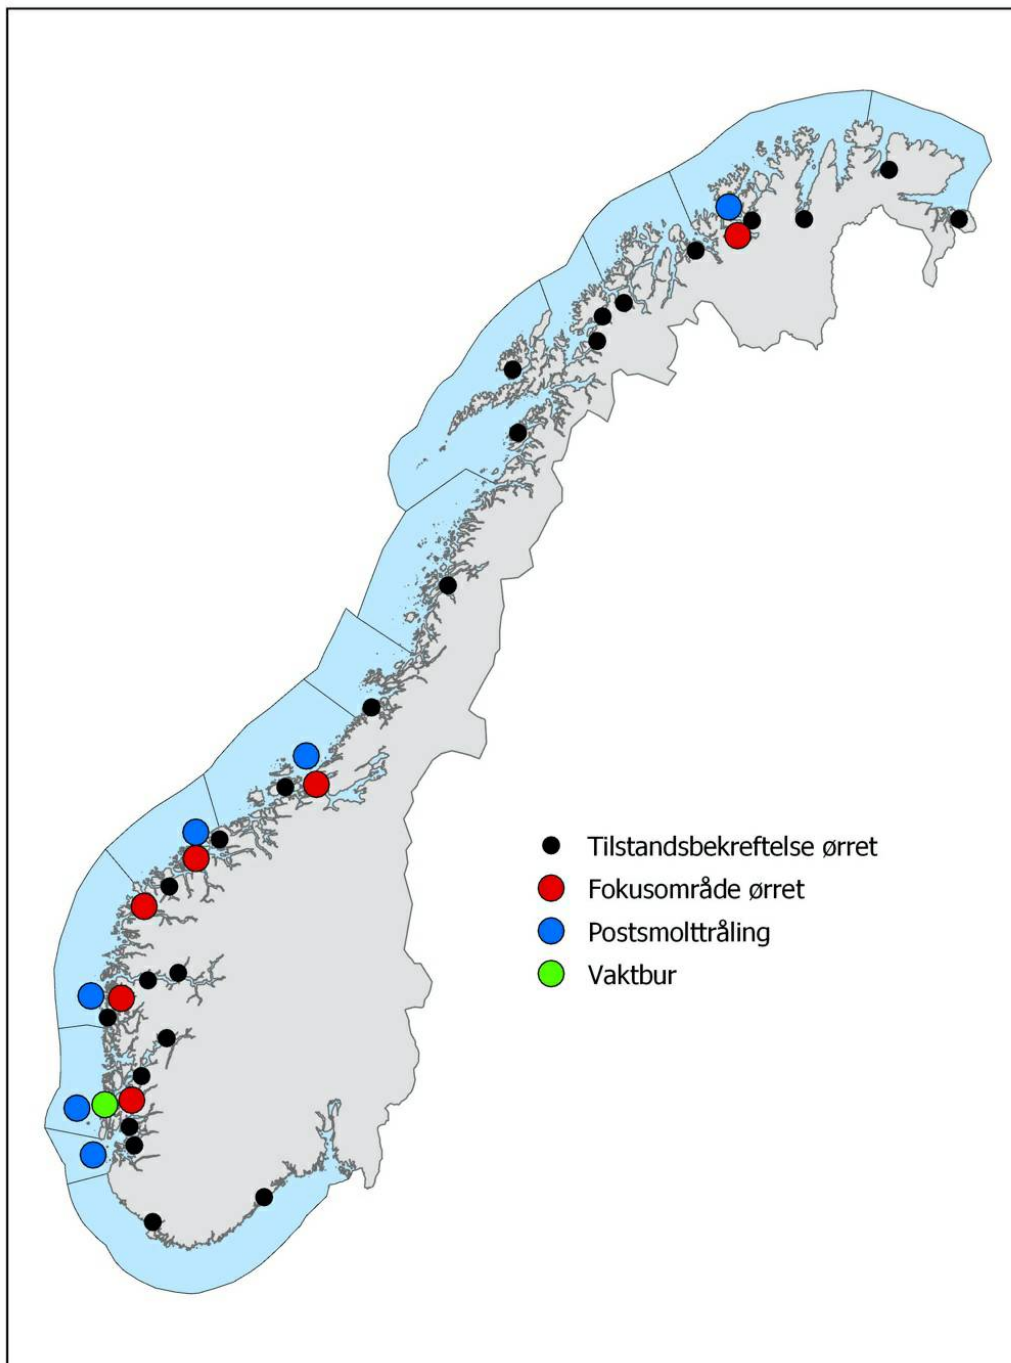 Tilstandsbekreftelse ørret
Fokusområde ørret
Postsmolttråling
Vaktbur